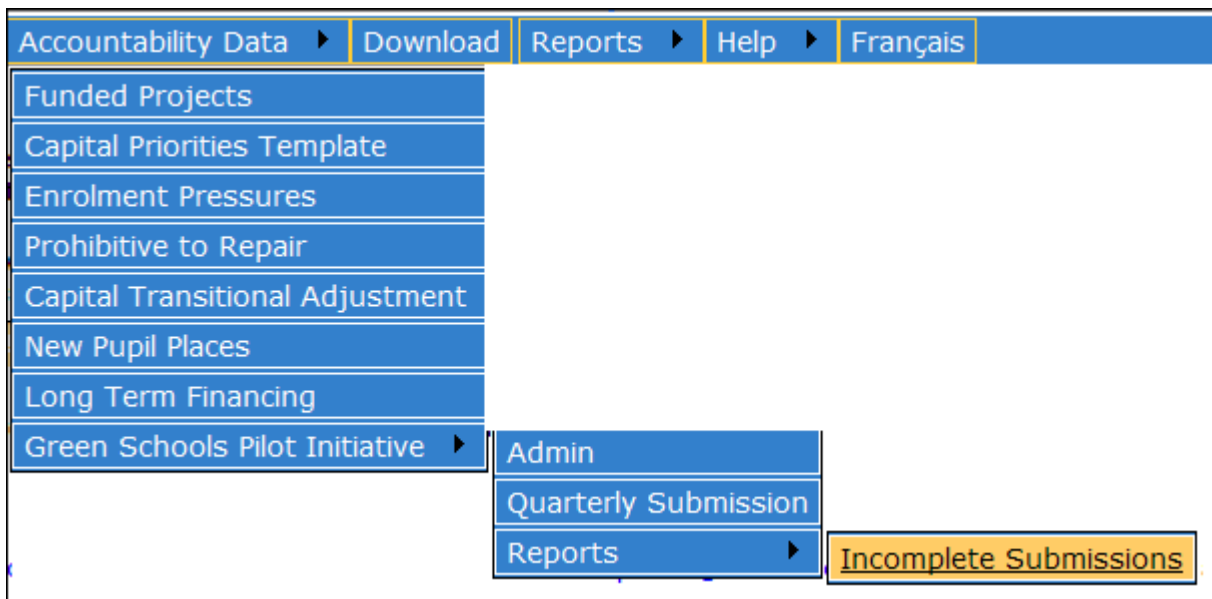 Accountability Data Download Reports Help Français
Funded Projects
Capital Priorities Template
Enrolment Pressures
Prohibitive to Repair
Capital Transitional Adjustment
New Pupil Places
Long Term Financing
Green Schools Pilot Initiative
Admin
Quarterly Submission
Reports
Incomplete Submissions